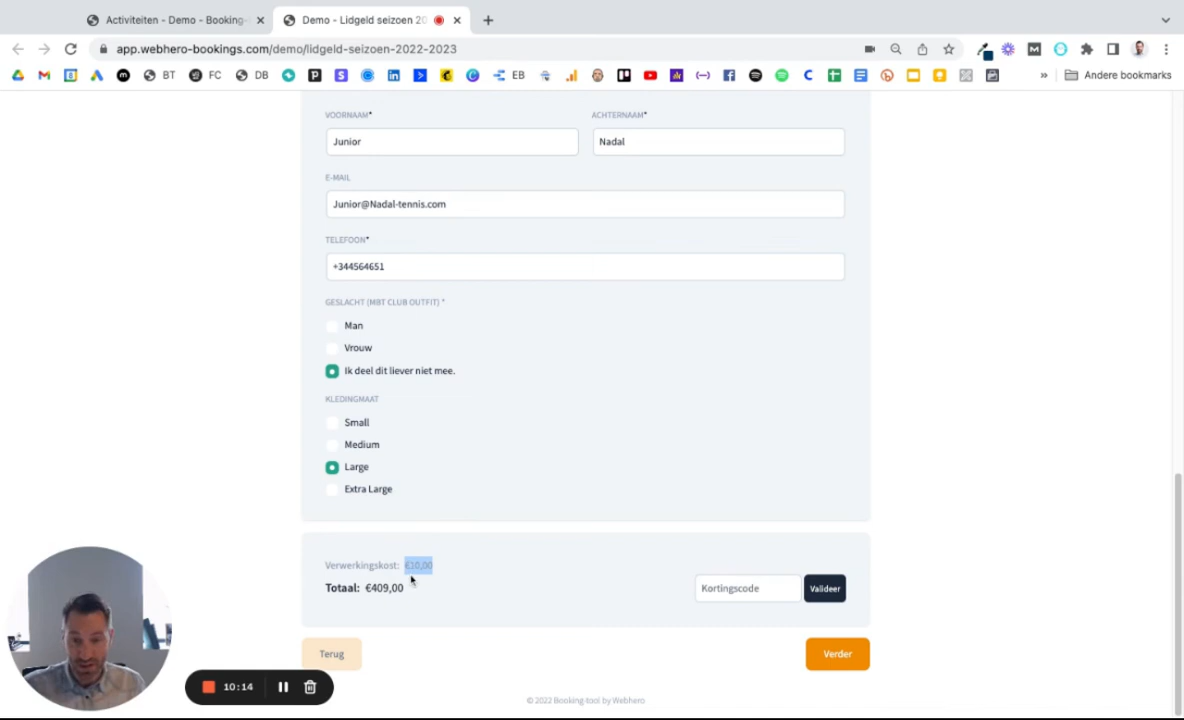 Activiteiten - Demo - Booking-
Demo - Lidgeld seizoen 20
app.webhero-bookings.com/demo/lidgeld-seizoen-2022-2023
BT
FC
DB
EB
Andere bookmarks
VOORNAAM*
ACHTERNAAM*
Junior
Nadal
E-MAIL
Junior@Nadal-tennis.com
TELEFOON*
+344564651
GESLACHT (MBT CLUB OUTFIT) *
Man
Vrouw
Ik deel dit liever niet mee.
KLEDINGMAAT
Small
Medium
Large
Extra Large
Verwerkingskost: €10,00
Totaal: €409,00
Kortingscode
Valideer
Terug
Verder
10:14
© 2022 Booking-tool by Webhero